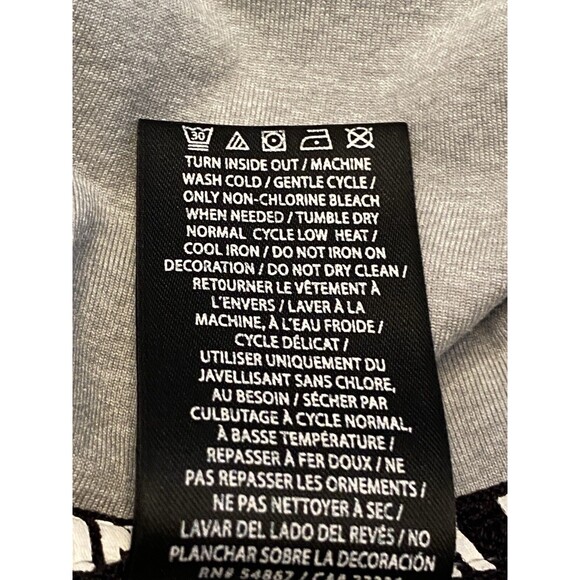 30
TURN INSIDE OUT / MACHINE
WASH COLD / GENTLE CYCLE /
ONLY NON-CHLORINE BLEACH
WHEN NEEDED / TUMBLE DRY
NORMAL CYCLE LOW HEAT /
COOL IRON / DO NOT IRON ON
DECORATION / DO NOT DRY CLEAN /
RETOURNER LE VÊTEMENT À
L'ENVERS / LAVER À LA
MACHINE, À L'EAU FROIDE /
CYCLE DÉLICAT /
UTILISER UNIQUEMENT DU
JAVELLISANT SANS CHLORE,
AU BESOIN / SÉCHER PAR
CULBUTAGE À CYCLE NORMAL,
À BASSE TEMPÉRATURE /
REPASSER À FER DOUX / NE
PAS REPASSER LES ORNEMENTS /
NE PAS NETTOYER À SEC /
LAVAR DEL LADO DEL REVÉS / NO
PLANCHAR SOBRE LA DECORACIÓN
RN# 54867 / CA#